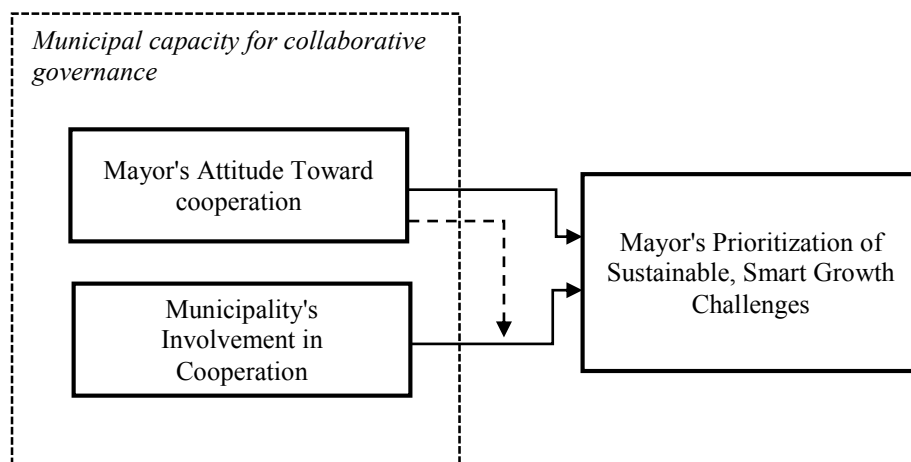 Municipal capacity for collaborative
governance
Mayor's Attitude Toward
cooperation
Municipality's
Involvement in
Cooperation
Mayor's Prioritization of
Sustainable, Smart Growth
Challenges